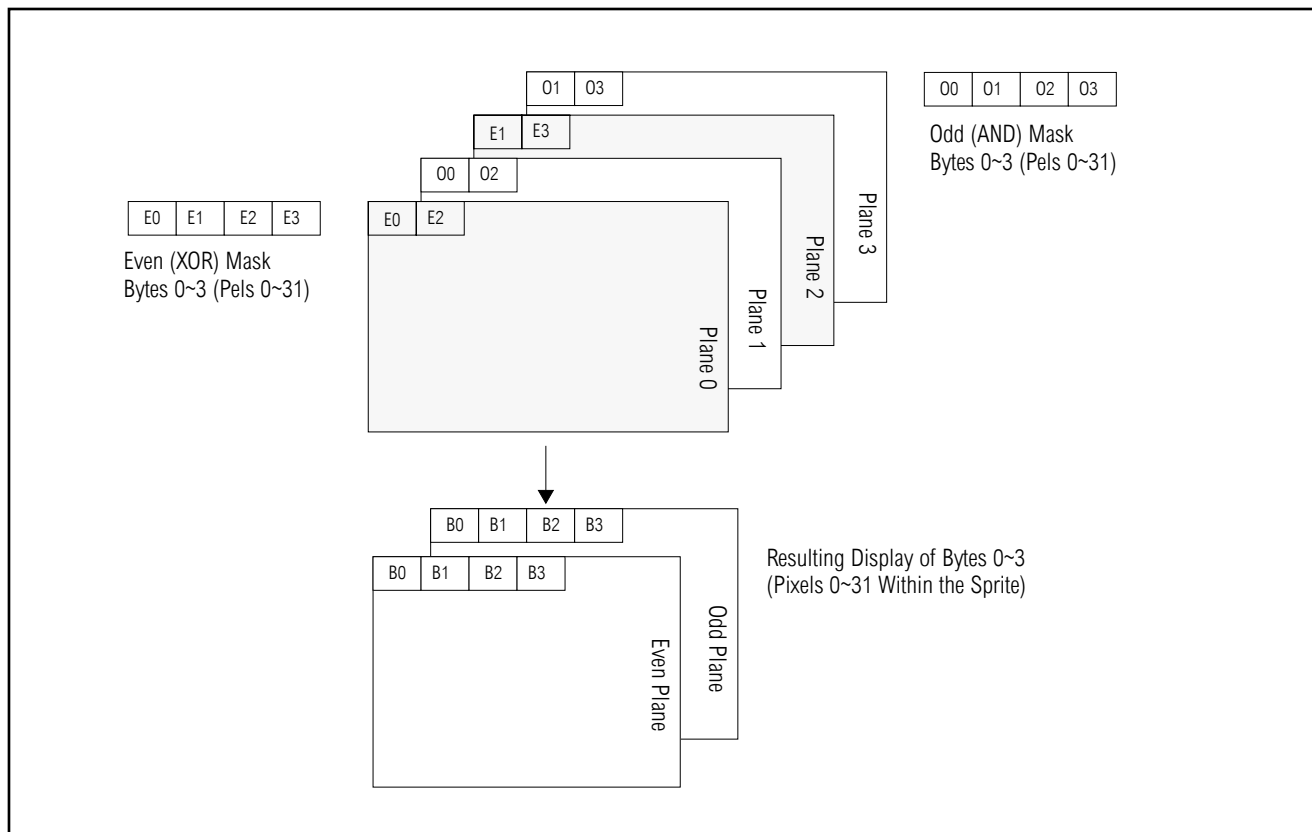 O1 O3
O0 O1 O2 O3
E1 E3
Odd (AND) Mask
Bytes 0~3 (Pels 0~31)
O0 O2
E0 E1 E2 E3
E0 E2
Even (XOR) Mask
Bytes 0~3 (Pels 0~31)
Plane 3
Plane 2
Plane 1
Plane 0
B0 B1 B2 B3
B0 B1 B2 B3
Resulting Display of Bytes 0~3
(Pixels 0~31 Within the Sprite)
Odd Plane
Even Plane